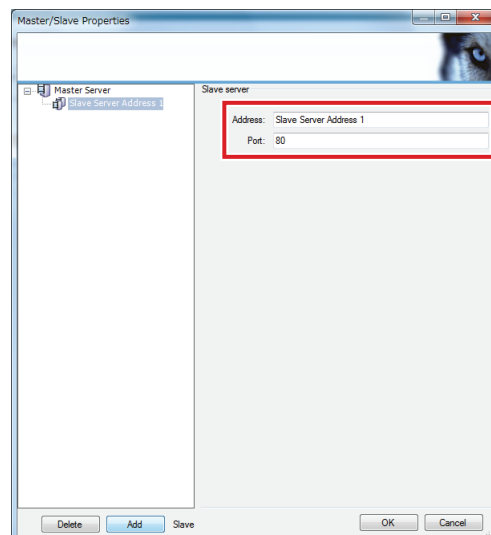 Master/Slave Properties
Master Server
Slave Server Address 1
Slave server
Address: Slave Server Address 1
Port: 80
Delete Add Slave OK Cancel